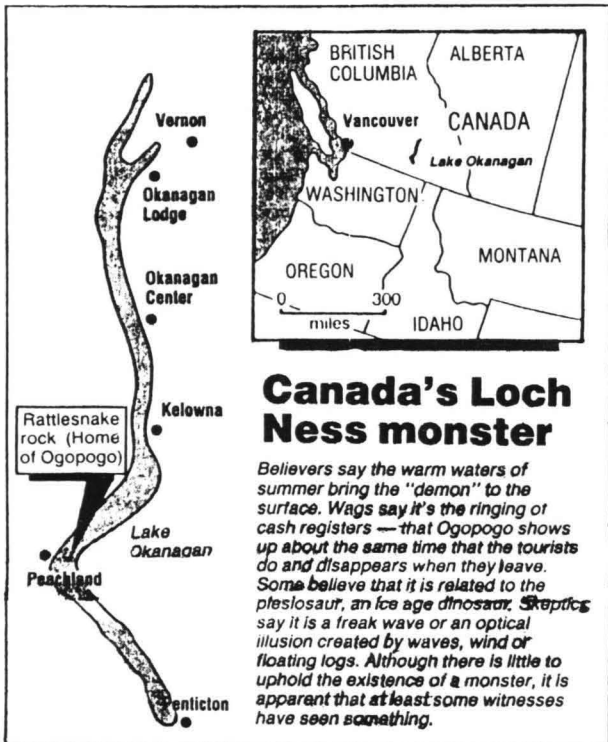 Vernon
Okanagan
Lodge
Okanagan
Center
Kelowna
Rattlesnake
rock (Home
of Ogopogo)
Lake
Okanagan
Peachland
Penticton
BRITISH
COLUMBIA
ALBERTA
Vancouver
CANADA
Lake Okanagan
WASHINGTON
MONTANA
OREGON
IDAHO
0 300
miles
Canada's Loch
Ness monster
Believers say the warm waters of
summer bring the "demon" to the
surface. Wags say it's the ringing of
cash registers — that Ogopogo shows
up about the same time that the tourists
do and disappears when they leave.
Some believe that it is related to the
plesiosaur, an ice age dinosaur. Skeptics
say it is a freak wave or an optical
illusion created by waves, wind or
floating logs. Although there is little to
uphold the existence of a monster, it is
apparent that at least some witnesses
have seen something.